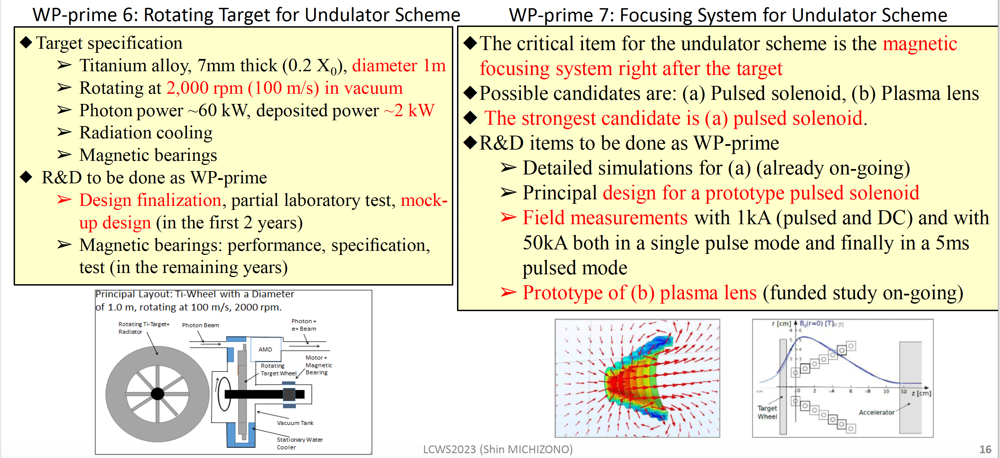 WP-prime 6: Rotating Target for Undulator Scheme
◆ Target specification
➢ Titanium alloy, 7mm thick (0.2 X₀), diameter 1m
➢ Rotating at 2,000 rpm (100 m/s) in vacuum
➢ Photon power ~60 kW, deposited power ~2 kW
➢ Radiation cooling
➢ Magnetic bearings
◆ R&D to be done as WP-prime
➢ Design finalization, partial laboratory test, mock-
up design (in the first 2 years)
➢ Magnetic bearings: performance, specification,
test (in the remaining years)
Principal Layout: Ti-Wheel with a Diameter
of 1.0 m, rotating at 100 m/s, 2000 rpm.
Rotating Ti-Target+
Radiator
Photon Beam
Photon +
e+ Beam
AMD
Motor +
Magnetic
Bearing
Rotating
Target Wheel
Vacuum Tank
Stationary Water
Cooler
WP-prime 7: Focusing System for Undulator Scheme
◆ The critical item for the undulator scheme is the magnetic
focusing system right after the target
◆ Possible candidates are: (a) Pulsed solenoid, (b) Plasma lens
◆ The strongest candidate is (a) pulsed solenoid.
◆ R&D items to be done as WP-prime
➢ Detailed simulations for (a) (already on-going)
➢ Principal design for a prototype pulsed solenoid
➢ Field measurements with 1kA (pulsed and DC) and with
50kA both in a single pulse mode and finally in a 5ms
pulsed mode
➢ Prototype of (b) plasma lens (funded study on-going)
r [cm] B_z(r=0) [T]
6 6
5 5
4
3 3
0 2 4 6 8 10 12 z [cm]
Target
Wheel
Accelerator
LCWS2023 (Shin MICHIZONO)
16